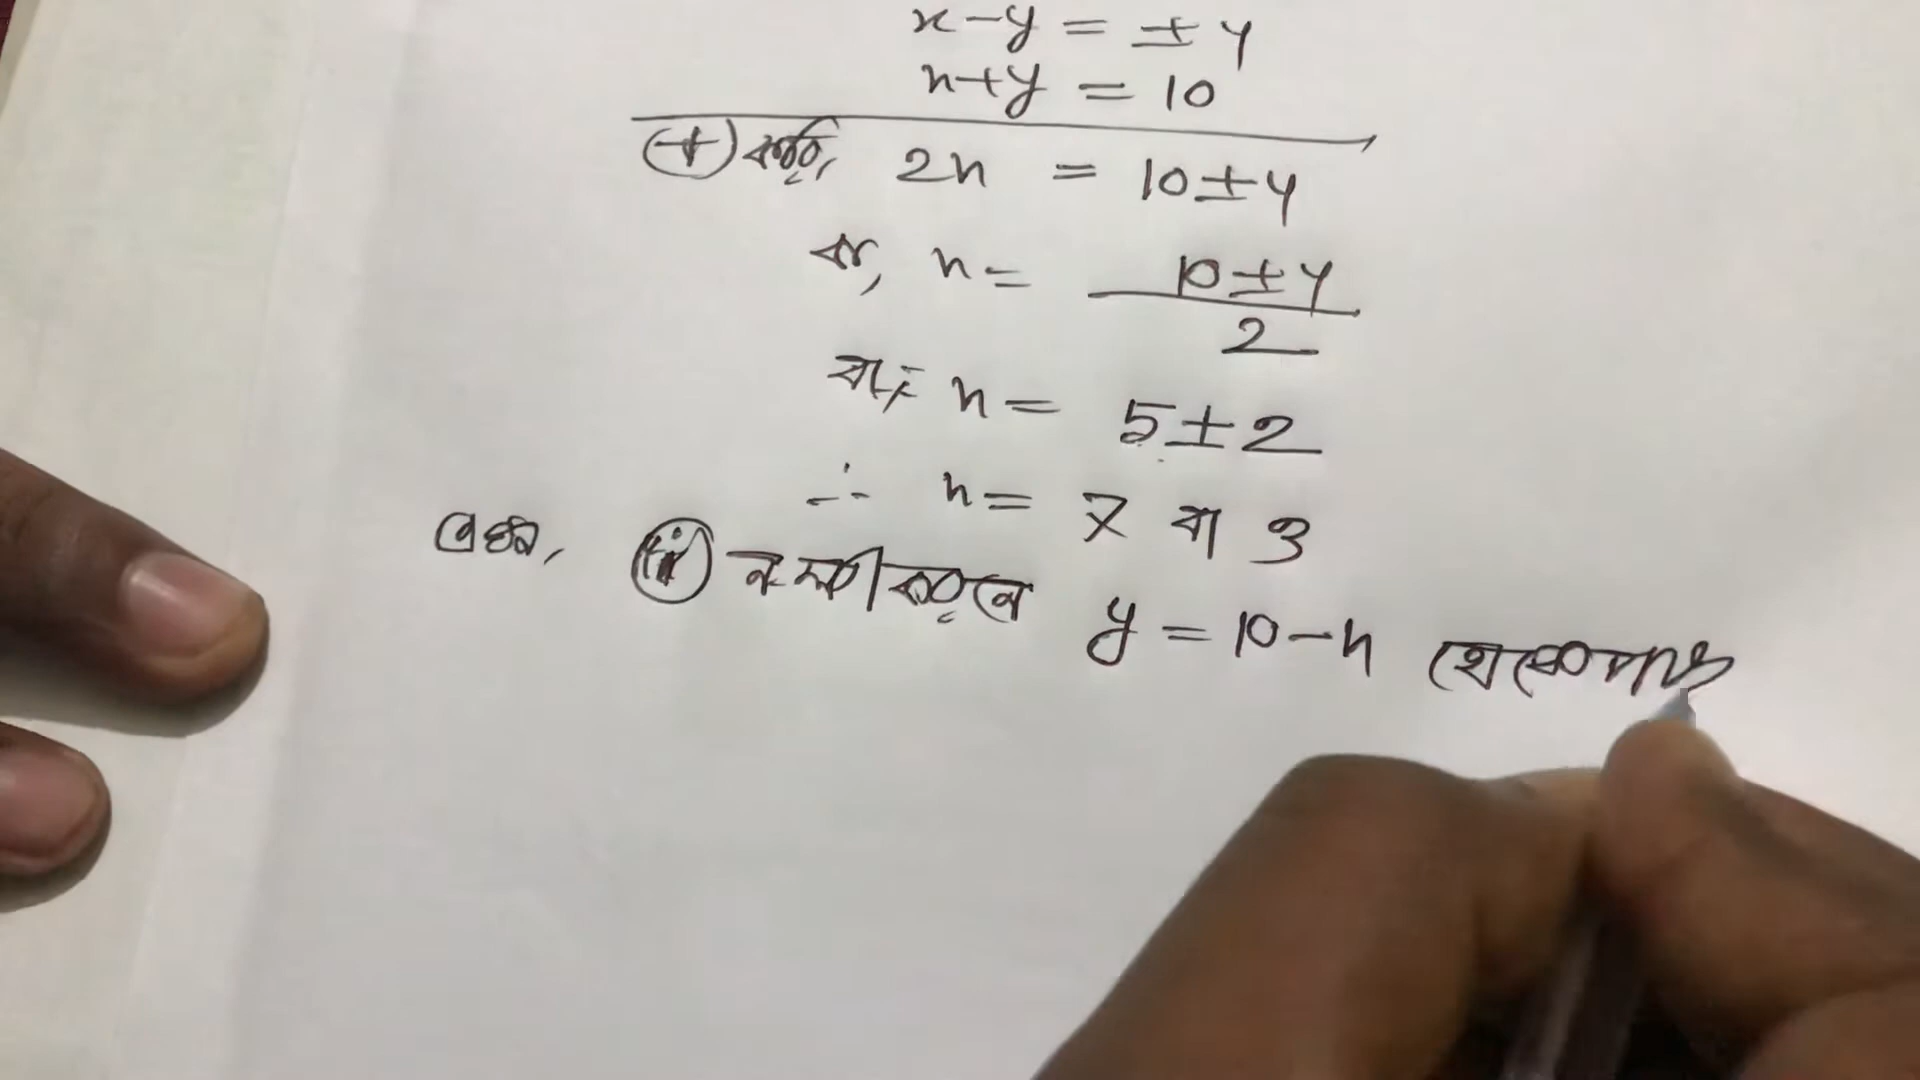 x-y = ±4
x+y = 10
(+) করি, 2x = 10±4
বা, x = 10±4 / 2
বা, x = 5±2
∴ x = 7 বা 3
এখন, (ii) নং সমীকরণে y = 10-x